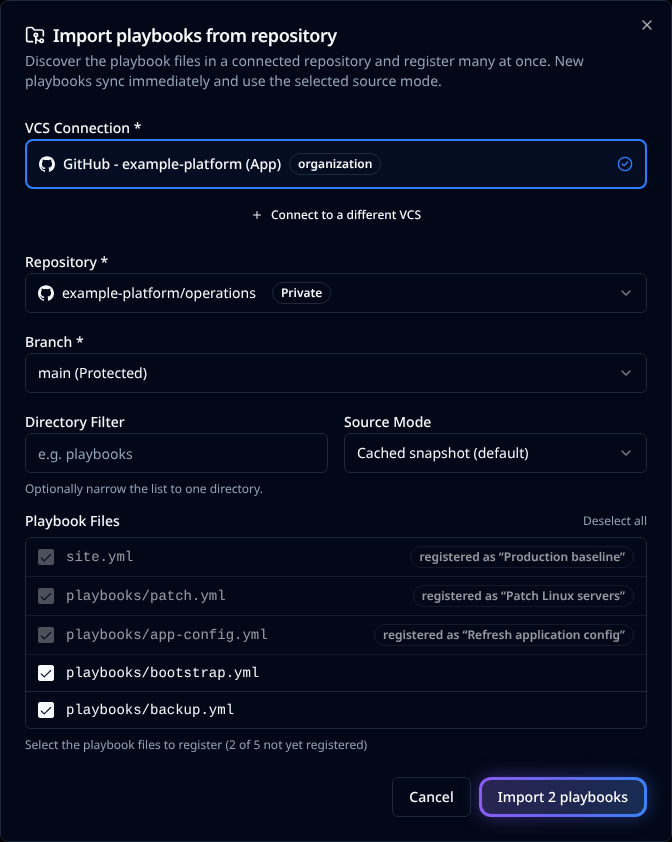 Import playbooks from repository
Discover the playbook files in a connected repository and register many at once. New
playbooks sync immediately and use the selected source mode.
VCS Connection *
GitHub - example-platform (App) organization
+ Connect to a different VCS
Repository *
example-platform/operations Private
Branch *
main (Protected)
Directory Filter
e.g. playbooks
Optionally narrow the list to one directory.
Source Mode
Cached snapshot (default)
Playbook Files
Deselect all
site.yml registered as “Production baseline”
playbooks/patch.yml registered as “Patch Linux servers”
playbooks/app-config.yml registered as “Refresh application config”
playbooks/bootstrap.yml
playbooks/backup.yml
Select the playbook files to register (2 of 5 not yet registered)
Cancel
Import 2 playbooks